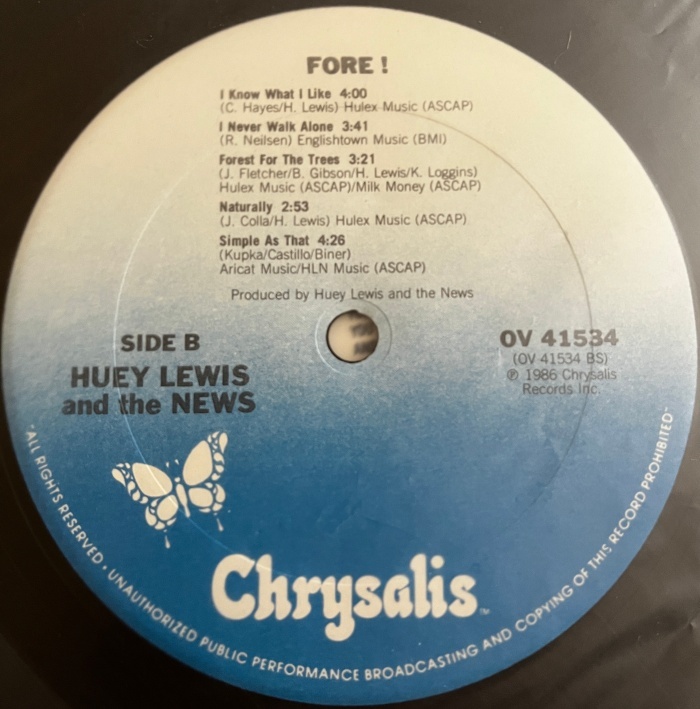 FORE !
I Know What I Like 4:00
(C. Hayes/H. Lewis) Hulex Music (ASCAP)
I Never Walk Alone 3:41
(R. Neilsen) Englishtown Music (BMI)
Forest For The Trees 3:21
(J. Fletcher/B. Gibson/H. Lewis/K. Loggins)
Hulex Music (ASCAP)/Milk Money (ASCAP)
Naturally 2:53
(J. Colla/H. Lewis) Hulex Music (ASCAP)
Simple As That 4:26
(Kupka/Castillo/Biner)
Aricat Music/HLN Music (ASCAP)
Produced by Huey Lewis and the News
SIDE B
HUEY LEWIS
and the NEWS
OV 41534
(OV 41534 BS)
℗ 1986 Chrysalis
Records Inc.
Chrysalis™
"ALL RIGHTS RESERVED • UNAUTHORIZED PUBLIC PERFORMANCE BROADCASTING AND COPYING OF THIS RECORD PROHIBITED"